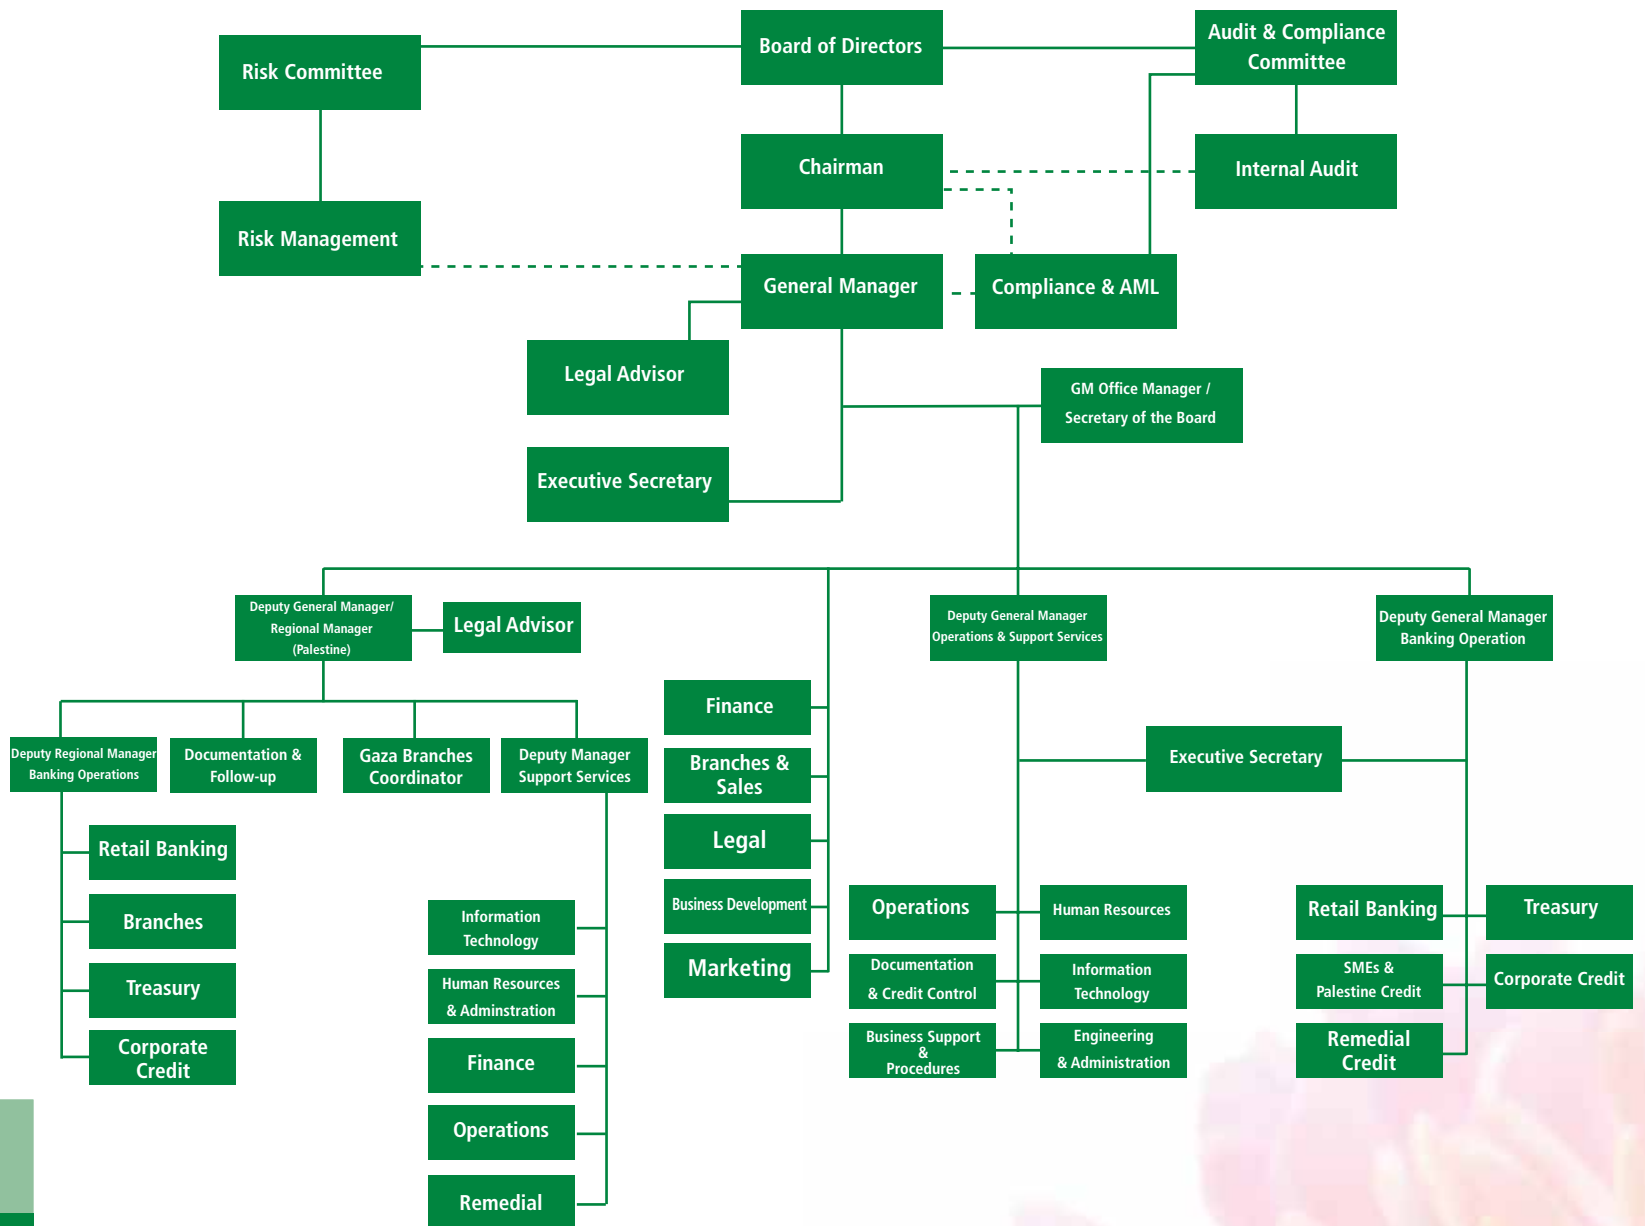 Board of Directors
Audit & Compliance
Committee
Risk Committee
Chairman
Internal Audit
Risk Management
General Manager
Compliance & AML
Legal Advisor
GM Office Manager /
Secretary of the Board
Executive Secretary
Deputy General Manager/
Regional Manager
(Palestine)
Legal Advisor
Deputy General Manager
Operations & Support Services
Deputy General Manager
Banking Operation
Deputy Regional Manager
Banking Operations
Documentation &
Follow-up
Gaza Branches
Coordinator
Deputy Manager
Support Services
Finance
Branches &
Sales
Legal
Business Development
Marketing
Executive Secretary
Retail Banking
Branches
Treasury
Corporate
Credit
Information
Technology
Human Resources
& Adminstration
Finance
Operations
Remedial
Operations
Human Resources
Documentation
& Credit Control
Information
Technology
Business Support
&
Procedures
Engineering
& Administration
Retail Banking
Treasury
SMEs &
Palestine Credit
Corporate Credit
Remedial
Credit